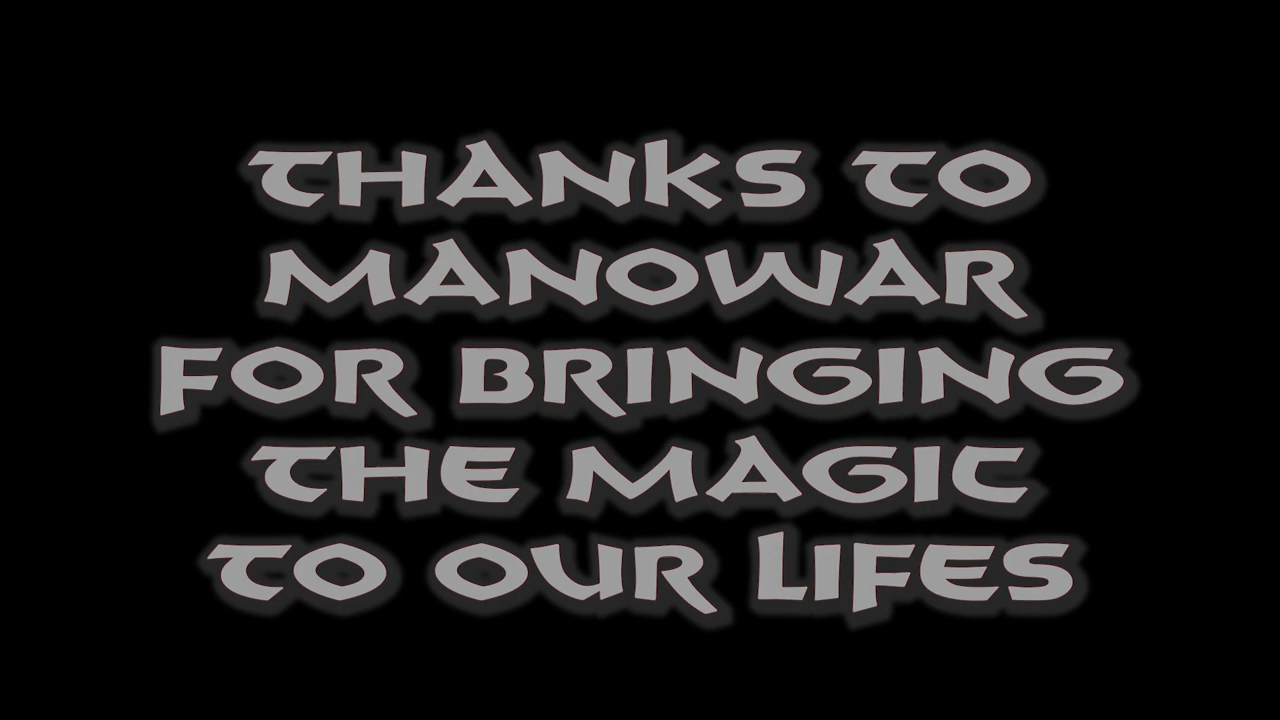 THANKS TO
MANOWAR
FOR BRINGING
THE MAGIC
TO OUR LIFES